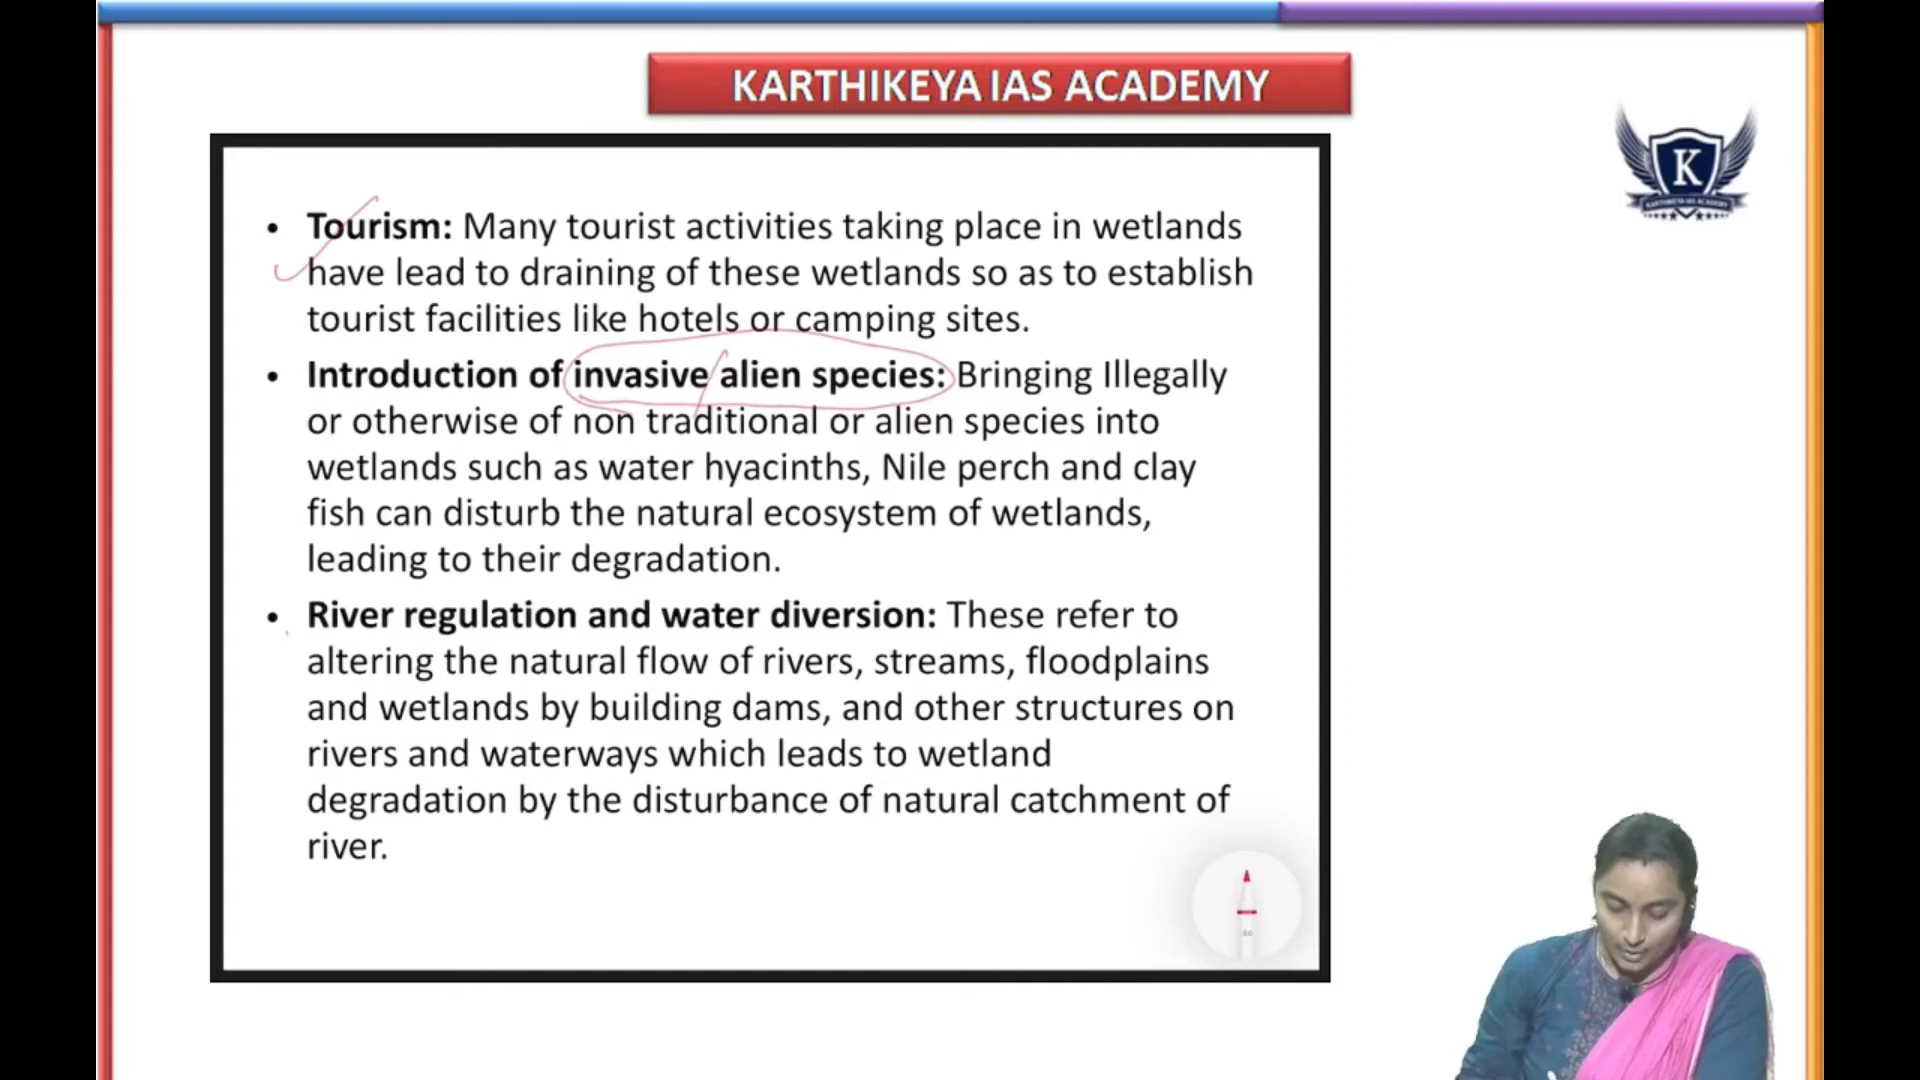 KARTHIKEYA IAS ACADEMY
K
KARTHIKEYA IAS ACADEMY
• Tourism: Many tourist activities taking place in wetlands
have lead to draining of these wetlands so as to establish
tourist facilities like hotels or camping sites.
• Introduction of invasive alien species: Bringing Illegally
or otherwise of non traditional or alien species into
wetlands such as water hyacinths, Nile perch and clay
fish can disturb the natural ecosystem of wetlands,
leading to their degradation.
• River regulation and water diversion: These refer to
altering the natural flow of rivers, streams, floodplains
and wetlands by building dams, and other structures on
rivers and waterways which leads to wetland
degradation by the disturbance of natural catchment of
river.